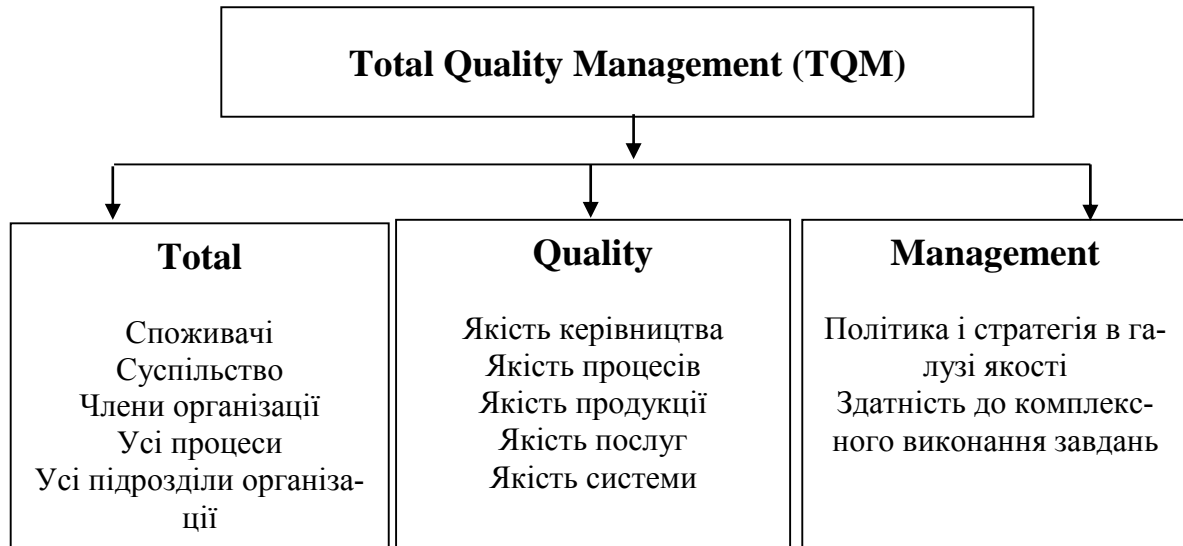 Total Quality Management (TQM)
Total
Споживачі
Суспільство
Члени організації
Усі процеси
Усі підрозділи організа-
ції
Quality
Якість керівництва
Якість процесів
Якість продукції
Якість послуг
Якість системи
Management
Політика і стратегія в га-
лузі якості
Здатність до комплекс-
ного виконання завдань